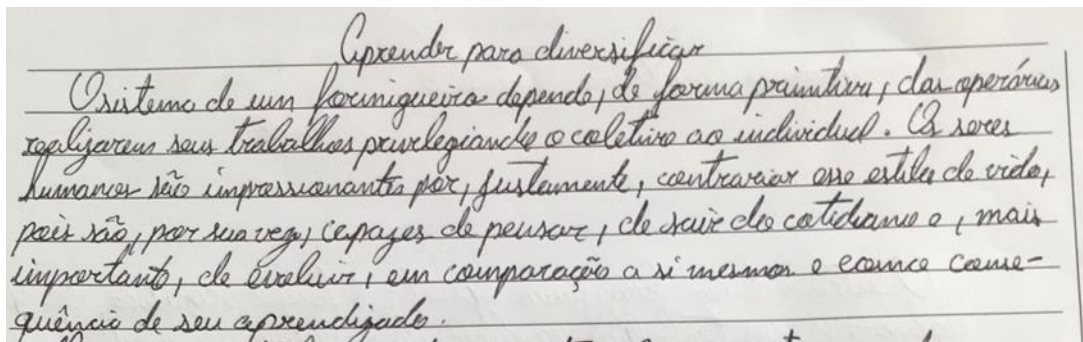 Aprender para diversificar
O sistema de um formigueiro depende, de forma primitiva, das operárias
realizarem seus trabalhos privilegiando o coletivo ao individual. Os seres
humanos são impressionantes por, justamente, contrariar esse estilo de vida,
pois são, por sua vez, capazes de pensar, de sair do cotidiano e, mais
importante, de evoluir, em comparação a si mesmos e como conse-
quência de seu aprendizado.